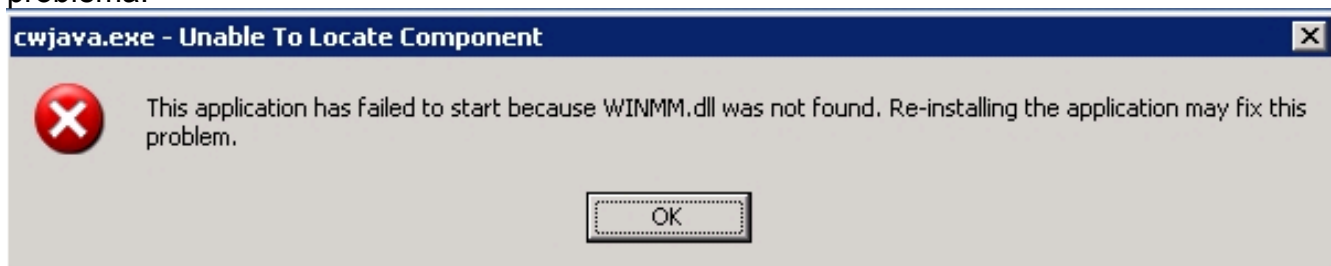 cwjava.exe - Unable To Locate Component
This application has failed to start because WINMM.dll was not found. Re-installing the application may fix this
problem.
OK